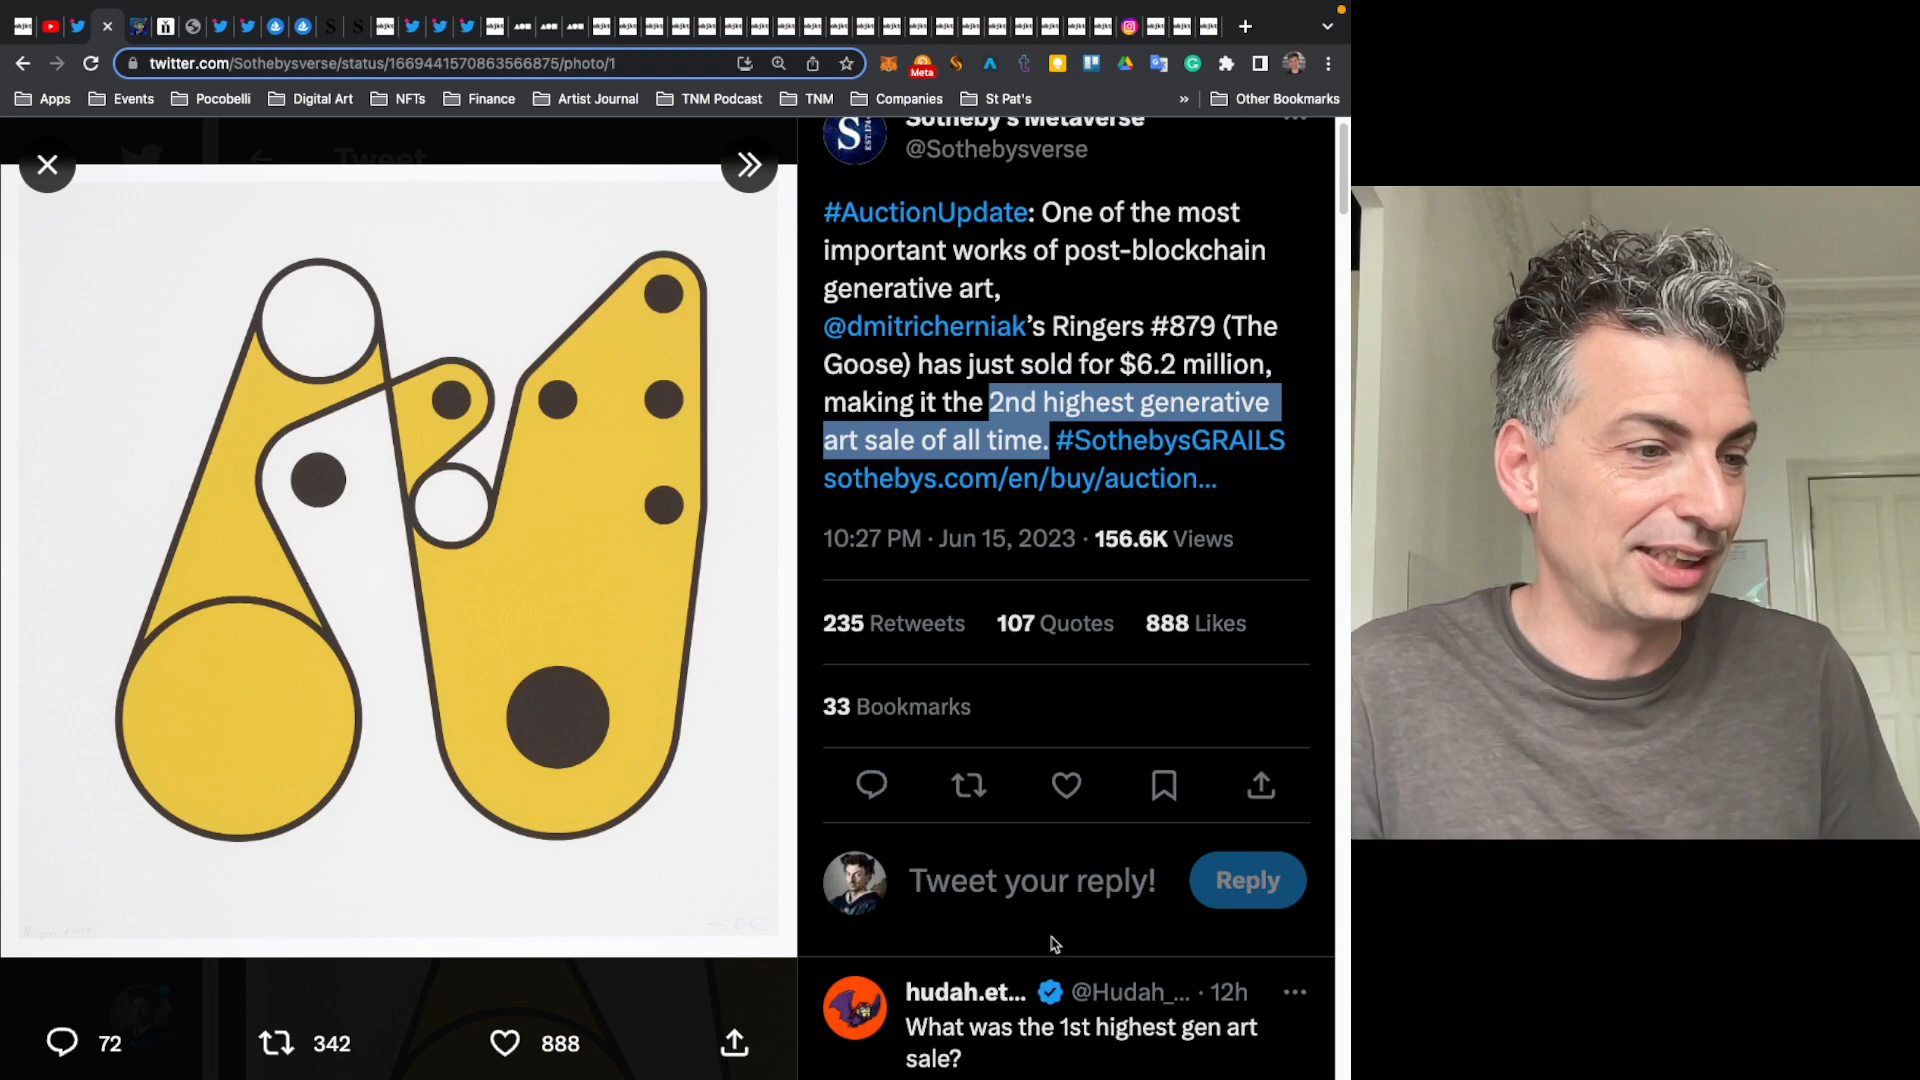 twitter.com/Sothebysverse/status/1669441570863566875/photo/1
Meta
Apps
Events
Pocobelli
Digital Art
NFTs
Finance
Artist Journal
TNM Podcast
TNM
Companies
St Pat's
»
Other Bookmarks
Tweet
Sotheby's Metaverse
@Sothebysverse
#AuctionUpdate: One of the most
important works of post-blockchain
generative art,
@dmitricherniak’s Ringers #879 (The
Goose) has just sold for $6.2 million,
making it the 2nd highest generative
art sale of all time. #SothebysGRAILS
sothebys.com/en/buy/auction...
10:27 PM · Jun 15, 2023 · 156.6K Views
235 Retweets 107 Quotes 888 Likes
33 Bookmarks
Tweet your reply!
Reply
hudah.et... @Hudah_... · 12h
What was the 1st highest gen art
sale?
72
342
888